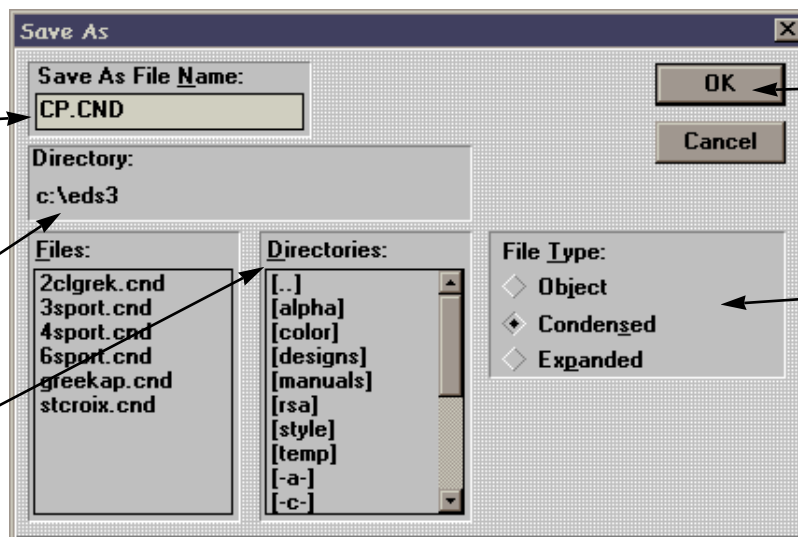 Save As
Save As File Name:
CP.CND
OK
Cancel
Directory:
c:\eds3
Files:
2clgrek.cnd
3sport.cnd
4sport.cnd
6sport.cnd
greekap.cnd
stcroix.cnd
Directories:
[..]
[alpha]
[color]
[designs]
[manuals]
[rsa]
[style]
[temp]
[-a-]
[-c-]
File Type:
Object
Condensed
Expanded